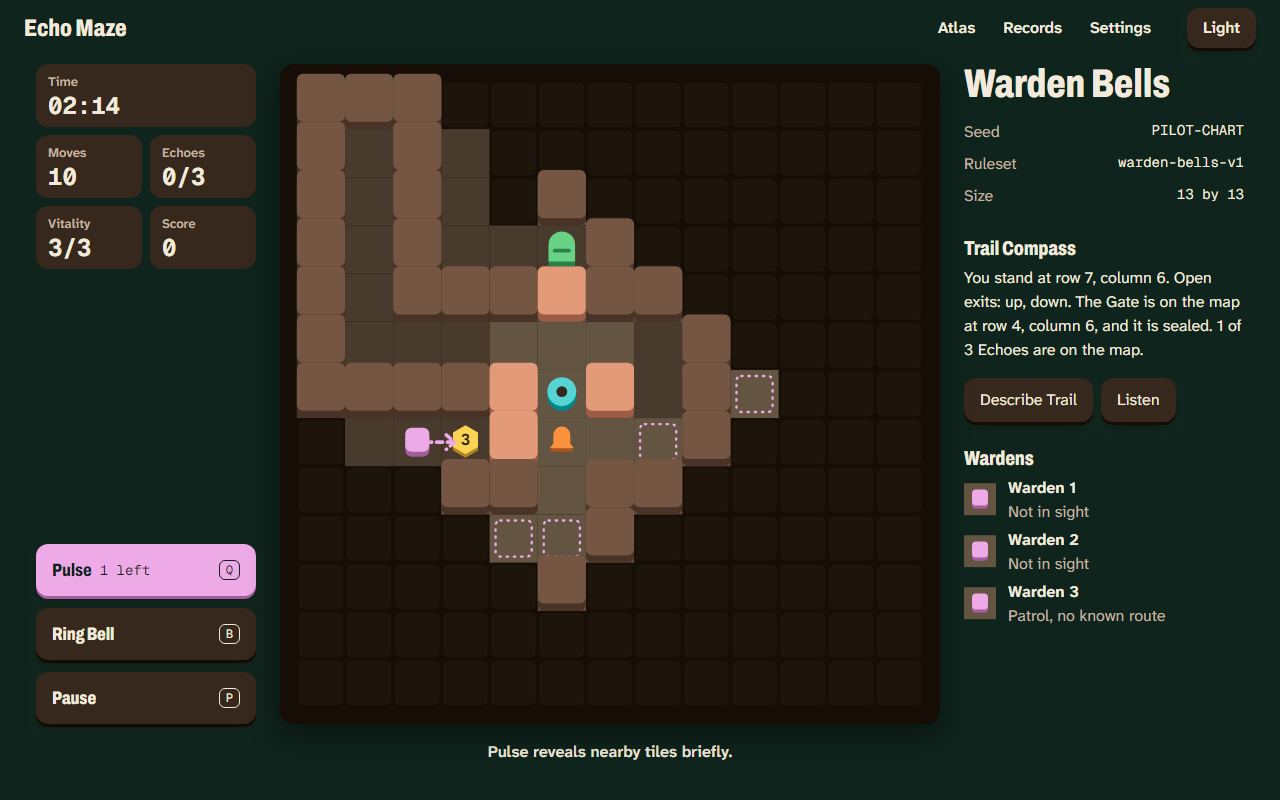 Echo Maze
Atlas
Records
Settings
Light
Time
02:14
Moves
10
Echoes
0/3
Vitality
3/3
Score
0
Pulse 1 left
Q
Ring Bell
B
Pause
P
3
Pulse reveals nearby tiles briefly.
Warden Bells
Seed
PILOT-CHART
Ruleset
warden-bells-v1
Size
13 by 13
Trail Compass
You stand at row 7, column 6. Open
exits: up, down. The Gate is on the map
at row 4, column 6, and it is sealed. 1 of
3 Echoes are on the map.
Describe Trail
Listen
Wardens
Warden 1
Not in sight
Warden 2
Not in sight
Warden 3
Patrol, no known route